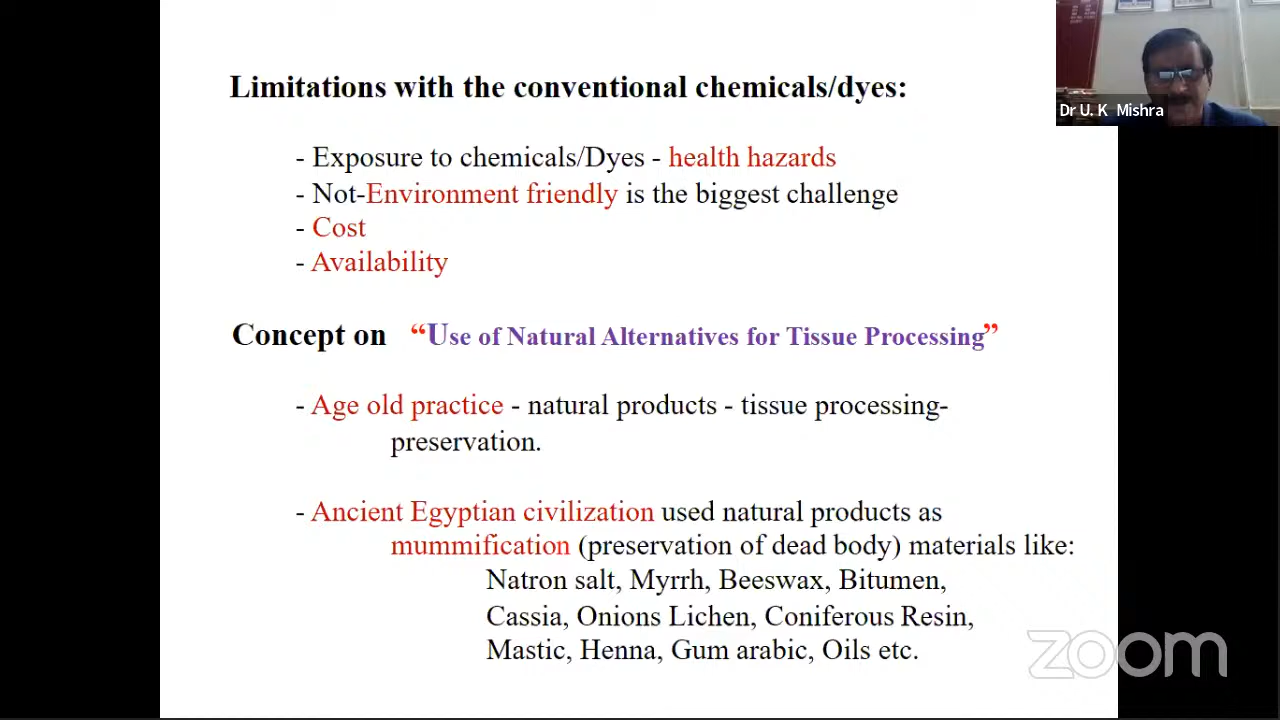 Limitations with the conventional chemicals/dyes:
- Exposure to chemicals/Dyes - health hazards
- Not-Environment friendly is the biggest challenge
- Cost
- Availability
Concept on “Use of Natural Alternatives for Tissue Processing”
- Age old practice - natural products - tissue processing-
preservation.
- Ancient Egyptian civilization used natural products as
mummification (preservation of dead body) materials like:
Natron salt, Myrrh, Beeswax, Bitumen,
Cassia, Onions Lichen, Coniferous Resin,
Mastic, Henna, Gum arabic, Oils etc.
Dr U. K Mishra
zoom